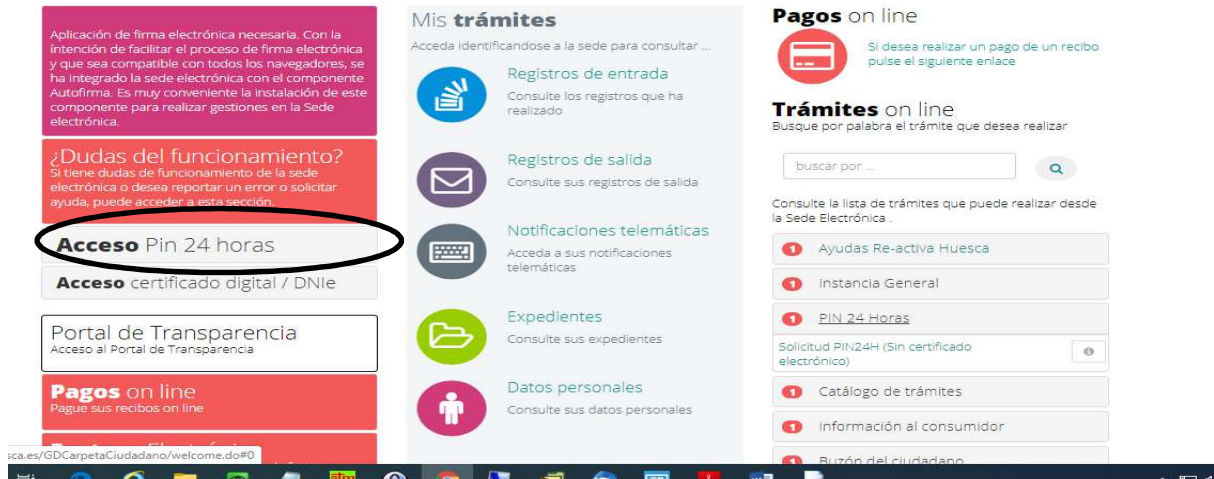 Aplicación de firma electrónica necesaria. Con la
íntención de facilitar el proceso de firma electrónica
y que sea compatible con todos los navegadores, se
ha integrado la sede electrónica con el componente
Autofirma. Es muy conveniente la instalación de este
componente para realizar gestiones en la Sede
electrónica.
¿Dudas del funcionamiento?
Si tiene dudas de funcionamiento de la sede
electrónica o desea reportar un error o solicitar
ayuda, puede acceder a esta sección.
Acceso Pin 24 horas
Acceso certificado digital / DNIe
Portal de Transparencia
Acceso al Portal de Transparencia
Pagos on line
Pague sus recibos on line
sca.es/GDCarpetaCiudadano/welcome.do#0
Mis trámites
Acceda identificandose a la sede para consultar ...
Registros de entrada
Consulte los registros que ha
realizado
Registros de salida
Consulte sus registros de salida
Notificaciones telemáticas
Acceda a sus notificaciones
telemáticas
Expedientes
Consulte sus expedientes
Datos personales
Consulte sus datos personales
Pagos on line
Si desea realizar un pago de un recibo
pulse el siguiente enlace
Trámites on line
Busque por palabra el trámite que desea realizar
buscar por ...
Consulte la lista de trámites que puede realizar desde
la Sede Electrónica .
1 Ayudas Re-activa Huesca
1 Instancia General
1 PIN 24 Horas
Solicitud PIN24H (Sin certificado
electrónico)
1 Catálogo de trámites
1 Información al consumidor
1 Buzón del ciudadano